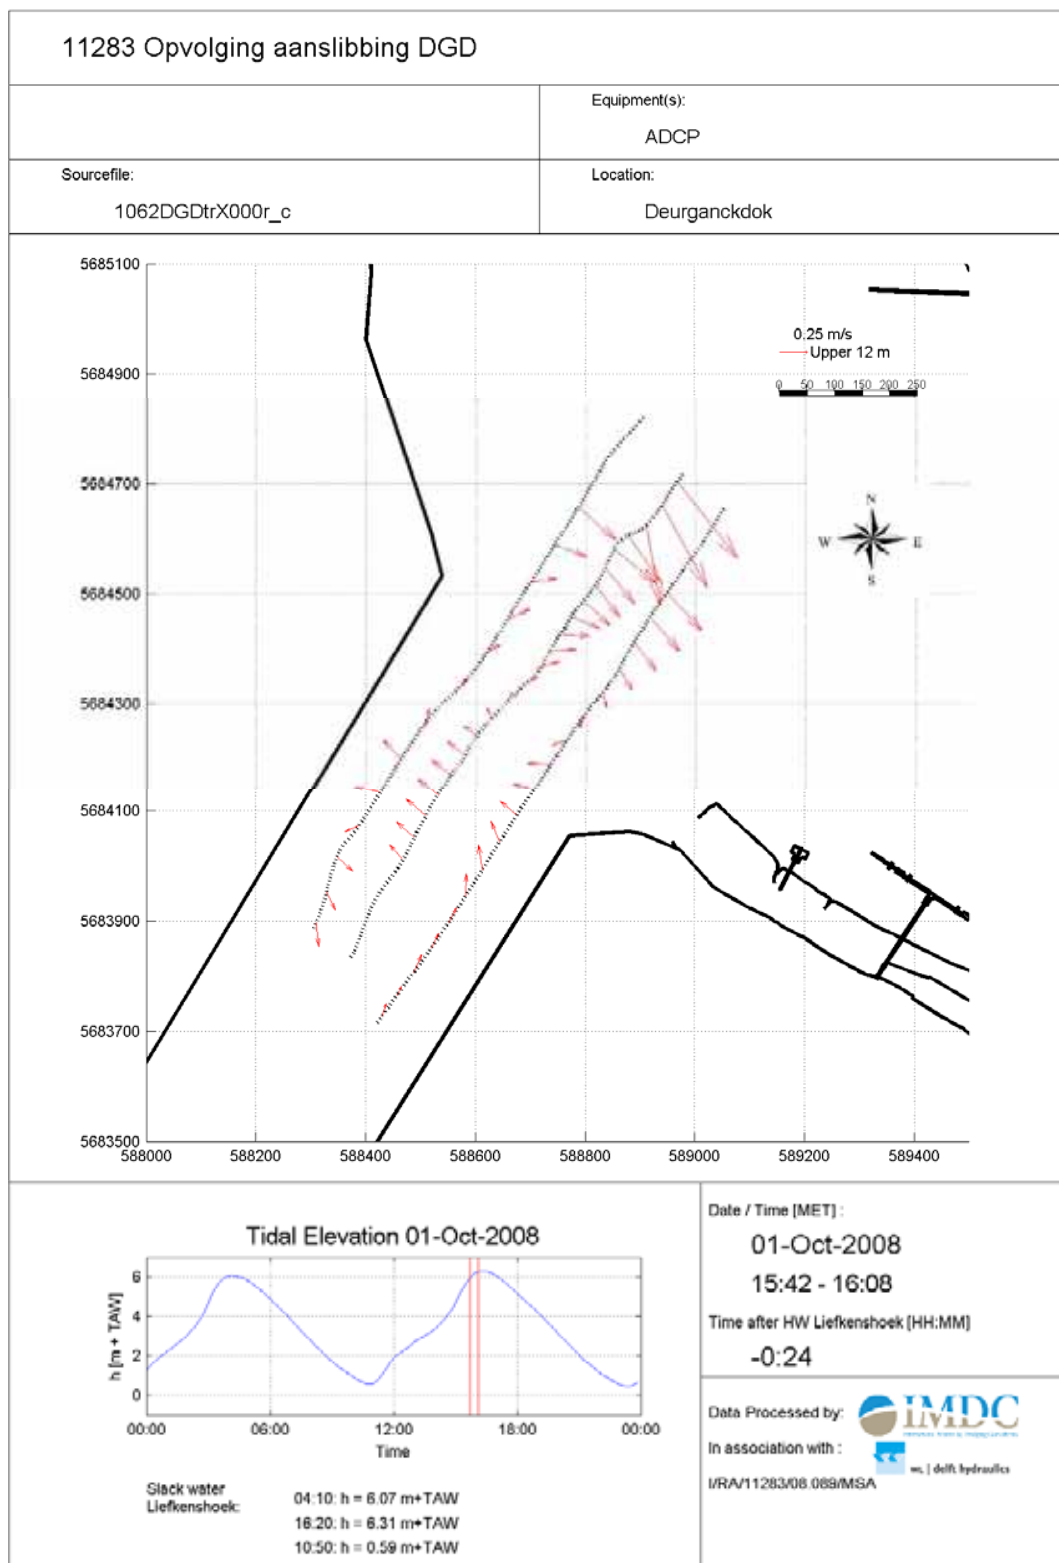 11283 Opvolging aanslibbing DGD
Equipment(s):
ADCP
Sourcefile:
1062DGDtrX000r_c
Location:
Deurganckdok
5685100
5684900
5684700
5684500
5684300
5684100
5683900
5683700
5683500
588000 588200 588400 588600 588800 589000 589200 589400
0.25 m/s
Upper 12 m
0 50 100 150 200 250
N
W E
S
Tidal Elevation 01-Oct-2008
h [m + TAW]
6
4
2
0
00:00 06:00 12:00 18:00 00:00
Time
Slack water
Liefkenshoek:
04:10: h = 6.07 m+TAW
16:20: h = 6.31 m+TAW
10:50: h = 0.59 m+TAW
Date / Time [MET] :
01-Oct-2008
15:42 - 16:08
Time after HW Liefkenshoek [HH:MM]
-0:24
Data Processed by:
IMDC
In association with :
wL | delft hydraulics
I/RA/11283/08.089/MSA